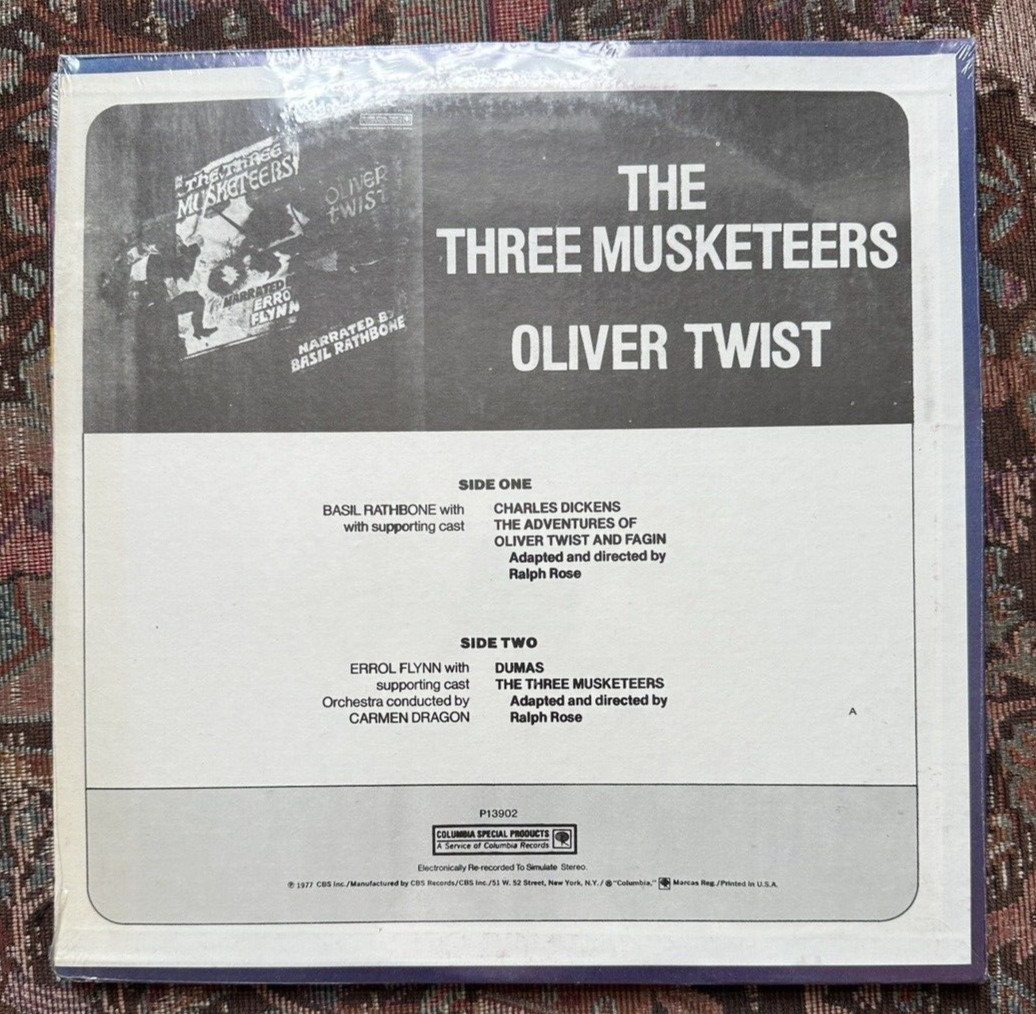 THE THREE
MUSKETEERS
OLIVER
TWIST
NARRATED
ERRO
FLYNN
NARRATED B
BASIL RATHBONE
THE
THREE MUSKETEERS
OLIVER TWIST
SIDE ONE
BASIL RATHBONE with CHARLES DICKENS
with supporting cast THE ADVENTURES OF
OLIVER TWIST AND FAGIN
Adapted and directed by
Ralph Rose
SIDE TWO
ERROL FLYNN with DUMAS
supporting cast THE THREE MUSKETEERS
Orchestra conducted by Adapted and directed by
CARMEN DRAGON Ralph Rose
A
P13902
COLUMBIA SPECIAL PRODUCTS
A Service of Columbia Records
Electronically Re-recorded To Simulate Stereo.
℗ 1977 CBS Inc./Manufactured by CBS Records/CBS Inc./51 W. 52 Street, New York, N.Y./ ® "Columbia," Marcas Reg./Printed in U.S.A.